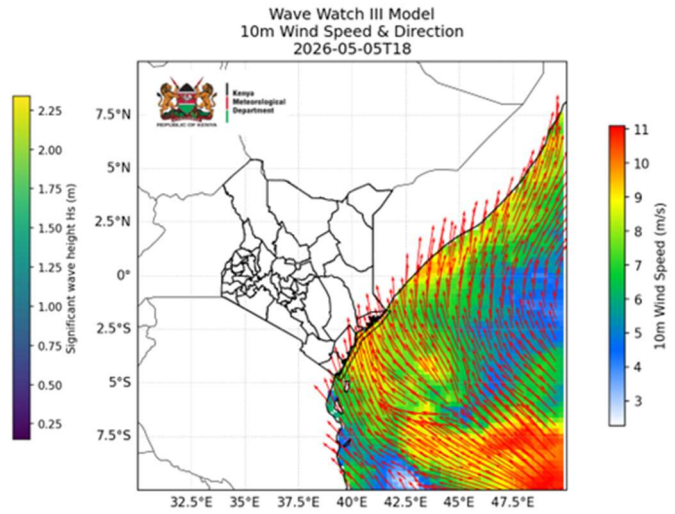 Wave Watch III Model
10m Wind Speed & Direction
2026-05-05T18
Kenya
Meteorological
Department
REPUBLIC OF KENYA
7.5°N
5°N
2.5°N
0°
2.5°S
5°S
7.5°S
32.5°E 35°E 37.5°E 40°E 42.5°E 45°E 47.5°E
2.25
2.00
1.75
1.50
1.25
1.00
0.75
0.50
0.25
Significant wave height Hs (m)
11
10
9
8
7
6
5
4
3
10m Wind Speed (m/s)